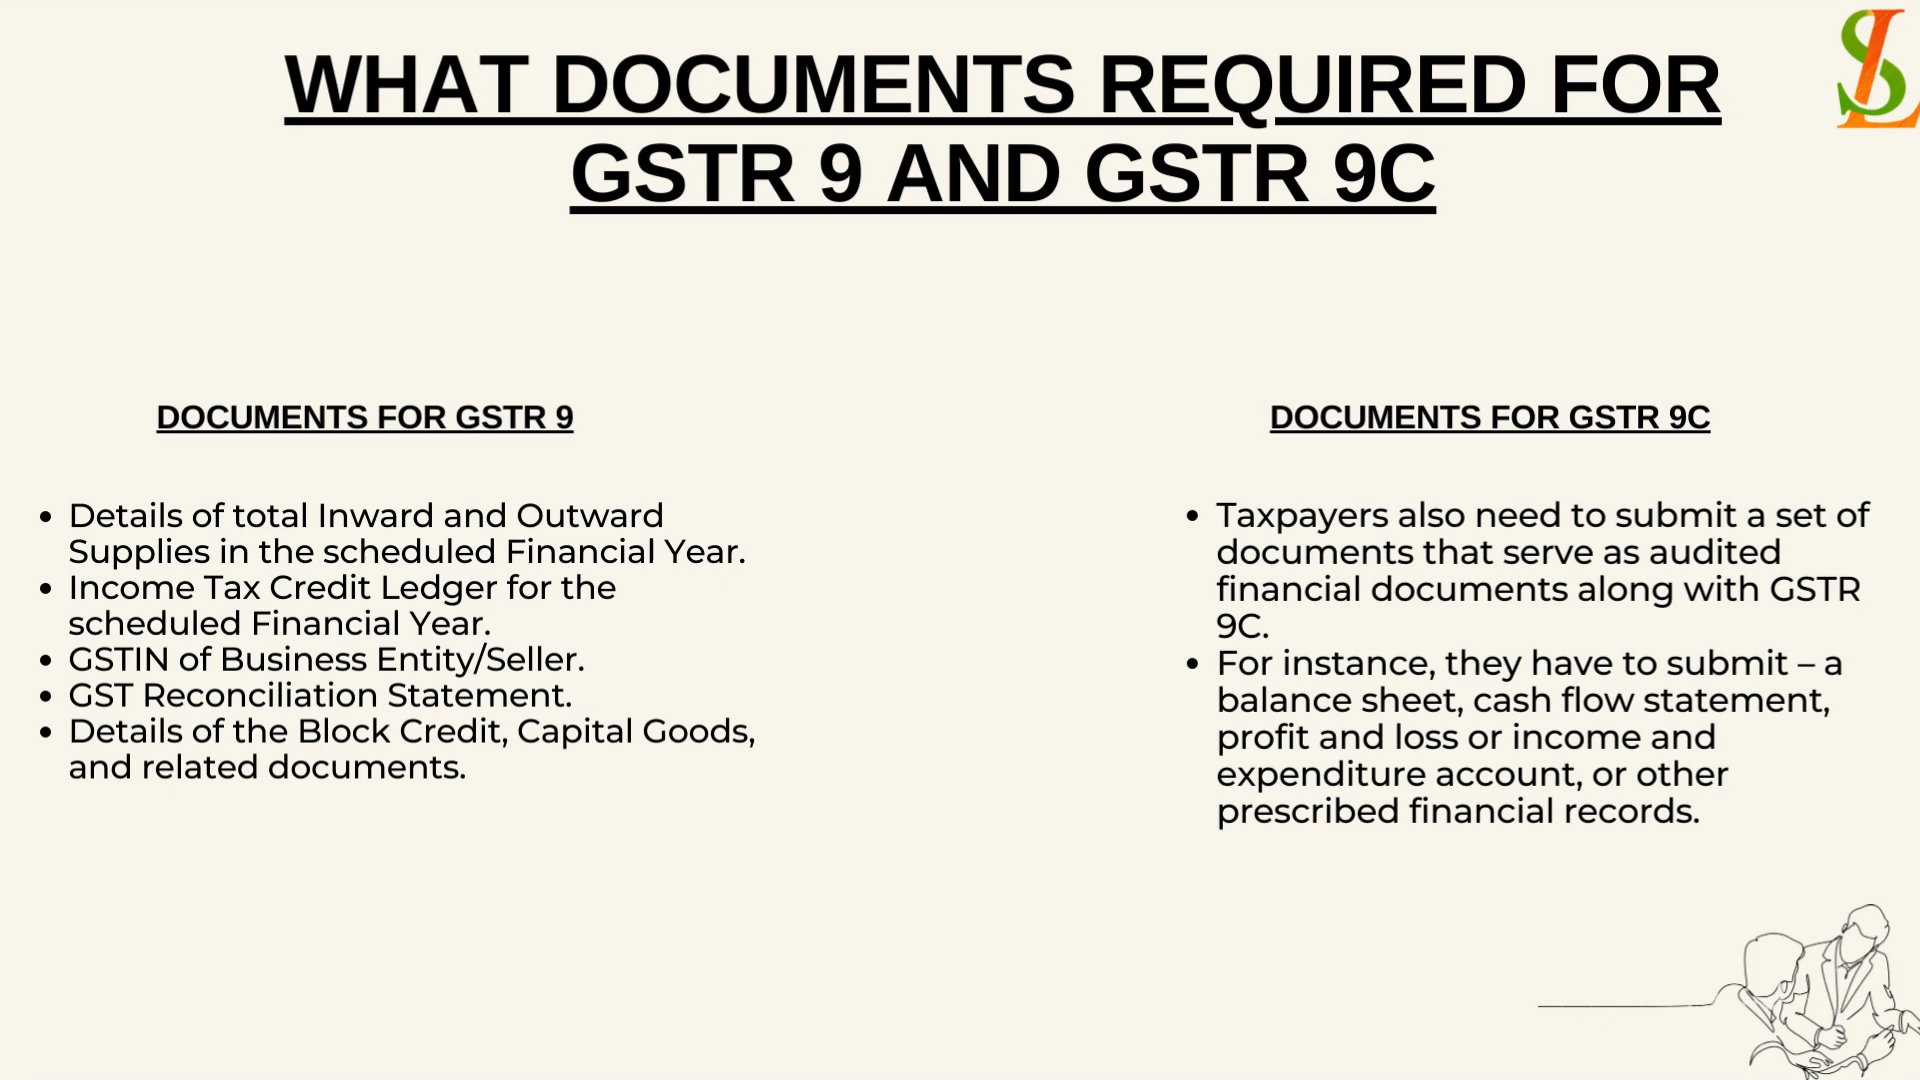 WHAT DOCUMENTS REQUIRED FOR
GSTR 9 AND GSTR 9C
SL
DOCUMENTS FOR GSTR 9
• Details of total Inward and Outward
Supplies in the scheduled Financial Year.
• Income Tax Credit Ledger for the
scheduled Financial Year.
• GSTIN of Business Entity/Seller.
• GST Reconciliation Statement.
• Details of the Block Credit, Capital Goods,
and related documents.
DOCUMENTS FOR GSTR 9C
• Taxpayers also need to submit a set of
documents that serve as audited
financial documents along with GSTR
9C.
• For instance, they have to submit – a
balance sheet, cash flow statement,
profit and loss or income and
expenditure account, or other
prescribed financial records.